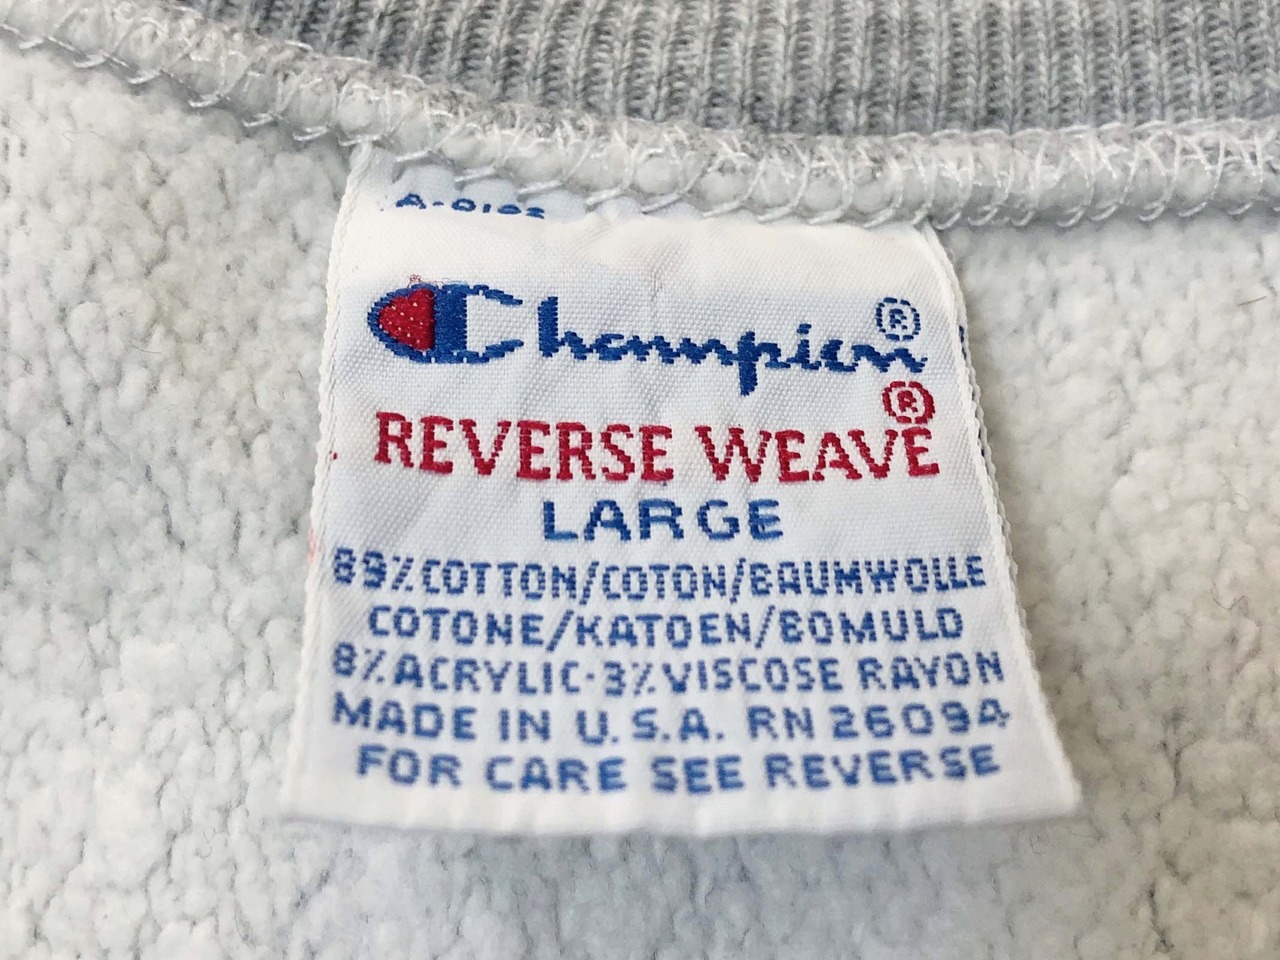 Champion®
REVERSE WEAVE®
LARGE
89% COTTON/COTON/BAUMWOLLE
COTONE/KATOEN/BOMULD
8% ACRYLIC·3% VISCOSE RAYON
MADE IN U.S.A. RN 26094
FOR CARE SEE REVERSE